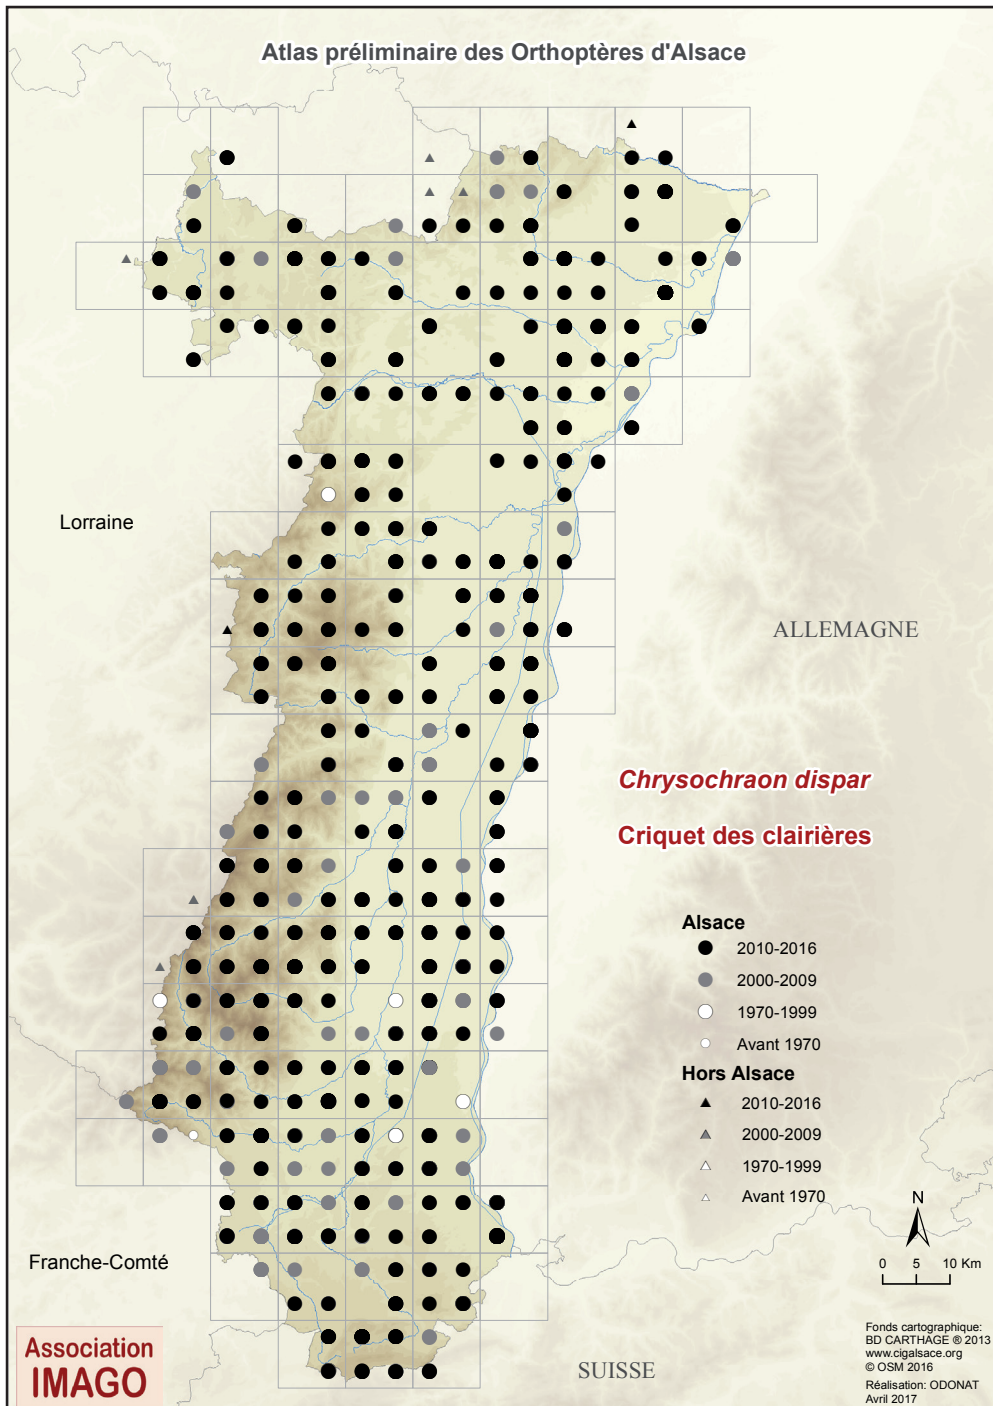 Atlas préliminaire des Orthoptères d'Alsace
Lorraine
ALLEMAGNE
Chrysochraon dispar
Criquet des clairières
Alsace
2010-2016
2000-2009
1970-1999
Avant 1970
Hors Alsace
2010-2016
2000-2009
1970-1999
Avant 1970
N
0 5 10 Km
Franche-Comté
SUISSE
Association
IMAGO
Fonds cartographique:
BD CARTHAGE ® 2013
www.cigalsace.org
© OSM 2016
Réalisation: ODONAT
Avril 2017